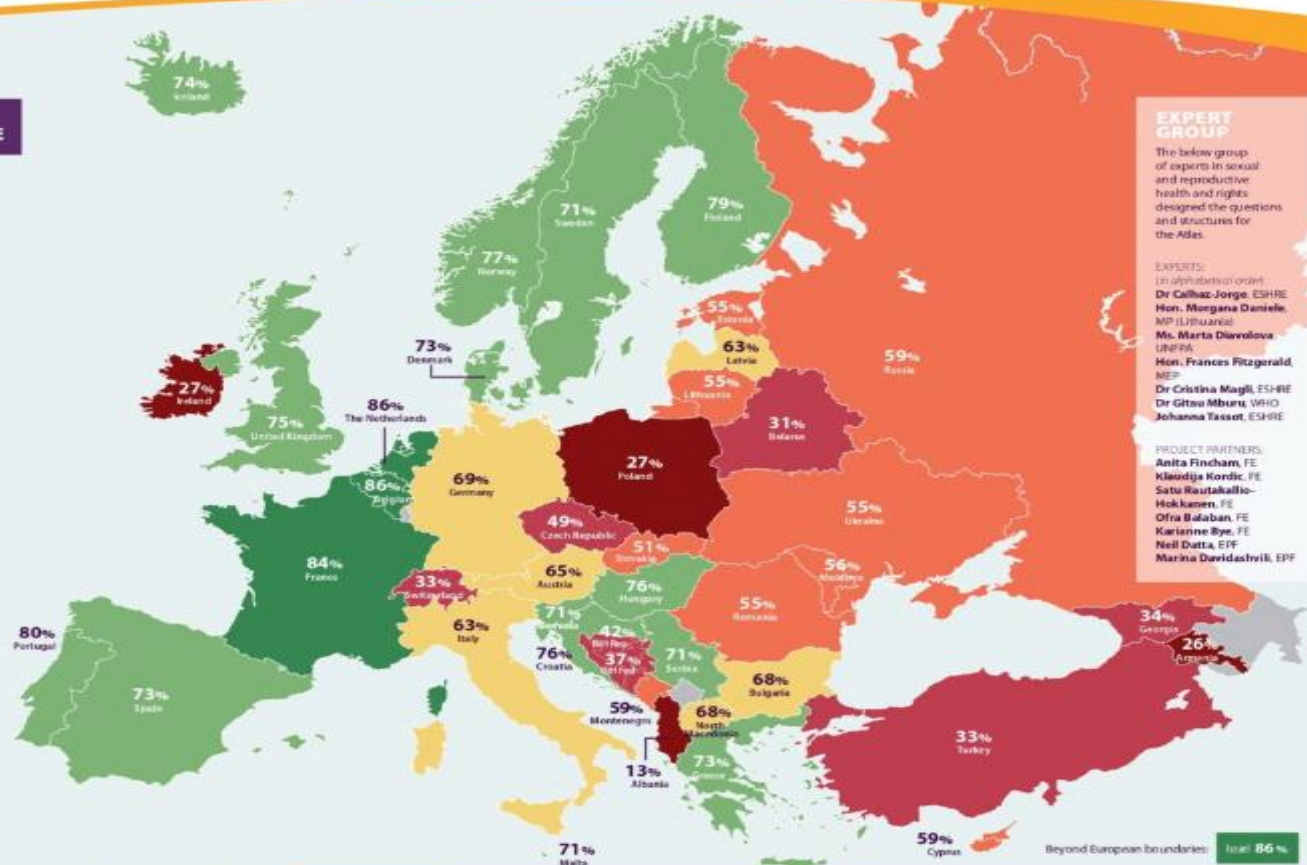 E
74%
Iceland
71%
Sweden
79%
Finland
77%
Norway
55%
Estonia
73%
Denmark
63%
Latvia
59%
Russia
27%
Ireland
55%
Lithuania
86%
The Netherlands
75%
United Kingdom
31%
Belarus
27%
Poland
69%
Germany
86%
Belgium
55%
Ukraine
49%
Czech Republic
51%
Slovakia
84%
France
65%
Austria
56%
Moldova
33%
Switzerland
76%
Hungary
55%
Romania
71%
Slovenia
63%
Italy
80%
Portugal
42%
BiH Rep
76%
Croatia
37%
BiH Fed
71%
Serbia
34%
Georgia
26%
Armenia
68%
Bulgaria
73%
Spain
59%
Montenegro
68%
North
Macedonia
33%
Turkey
13%
Albania
73%
Greece
71%
Malta
59%
Cyprus
EXPERT
GROUP
The below group
of experts in sexual
and reproductive
health and rights
designed the questions
and structures for
the Atlas.
EXPERTS:
(in alphabetical order)
Dr Calhaz-Jorge, ESHRE
Hon. Morgana Daniele,
MP (Lithuania)
Ms. Marta Diavolova,
UNFPA
Hon. Frances Fitzgerald,
MEP
Dr Cristina Magli, ESHRE
Dr Gitau Mburu, WHO
Johanna Tassot, ESHRE
PROJECT PARTNERS:
Anita Fincham, FE
Klaudija Kordic, FE
Satu Rautakallio-
Hokkanen, FE
Ofra Balaban, FE
Karianne Bye, FE
Neil Datta, EPF
Marina Davidashvili, EPF
Beyond European boundaries: Israel 86%